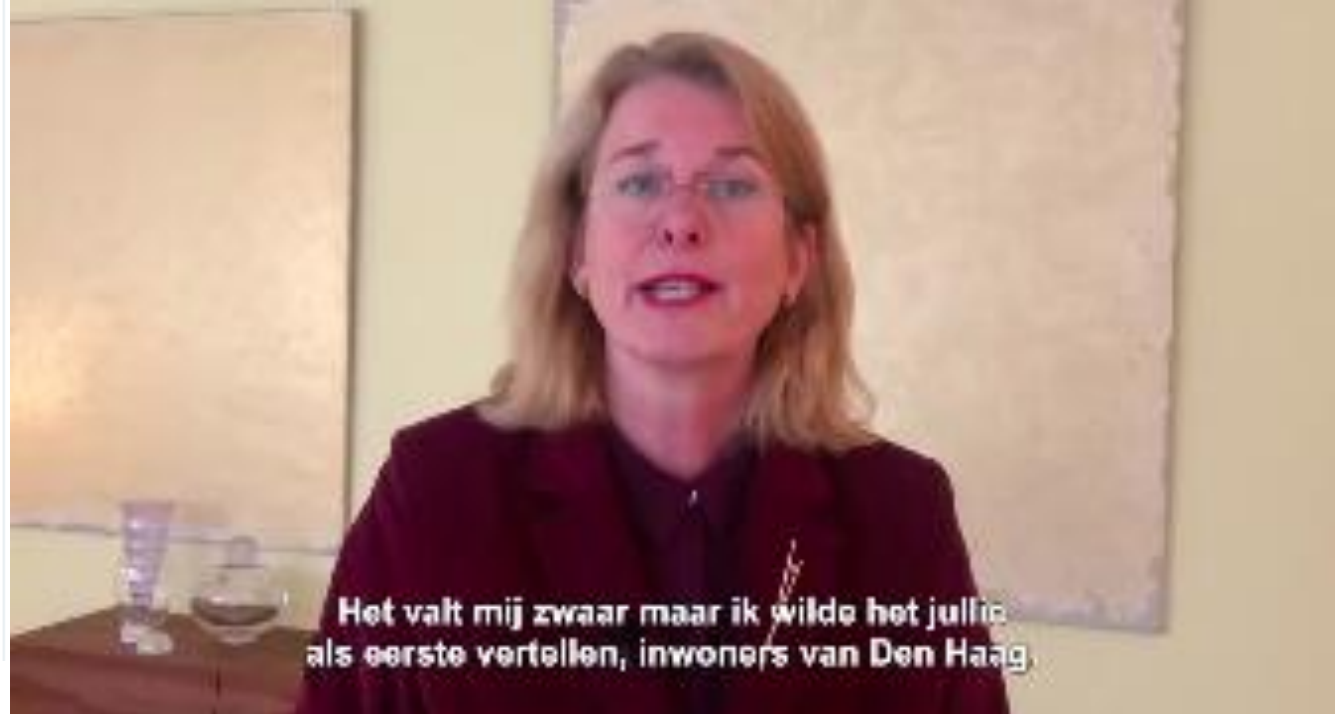 Het valt mij zwaar maar ik wilde het jullie
als eerste vertellen, inwoners van Den Haag.